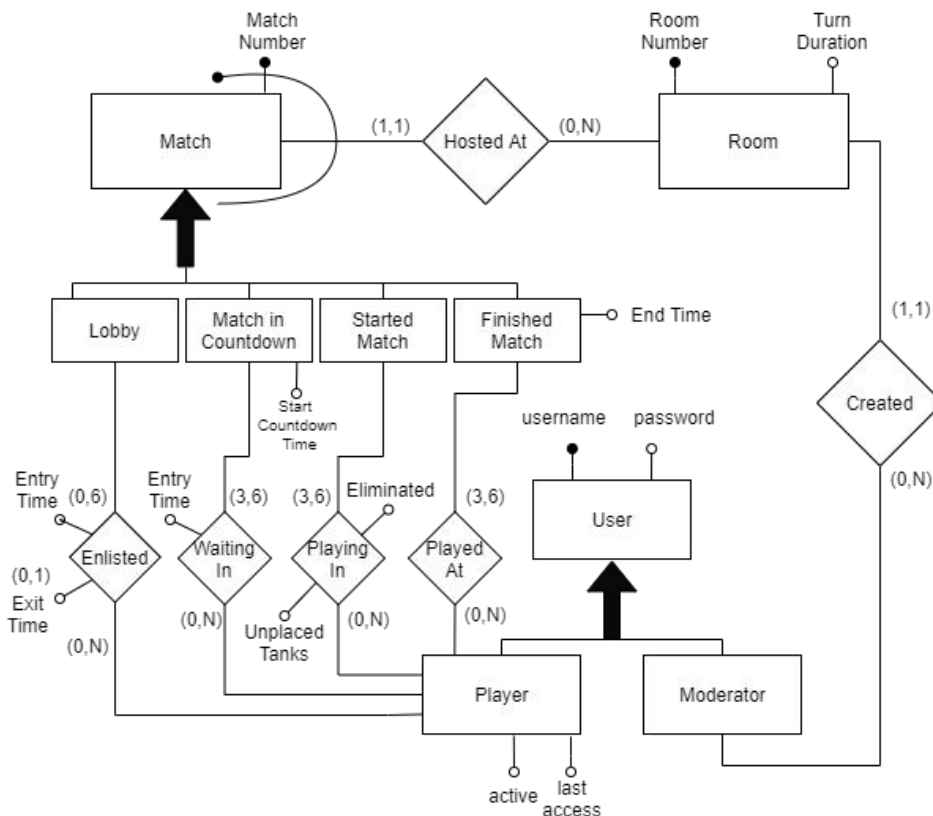 Match
Number
Room
Number
Turn
Duration
Match
(1,1)
Hosted At
(0,N)
Room
Lobby
Match in
Countdown
Started
Match
Finished
Match
End Time
(1,1)
Start
Countdown
Time
Created
username
password
Entry
Time
(0,6)
Entry
Time
(3,6)
(3,6)
Eliminated
(3,6)
(0,N)
User
Enlisted
Waiting
In
Playing
In
Played
At
(0,1)
Exit
Time
(0,N)
(0,N)
(0,N)
(0,N)
Unplaced
Tanks
Player
Moderator
active
last
access